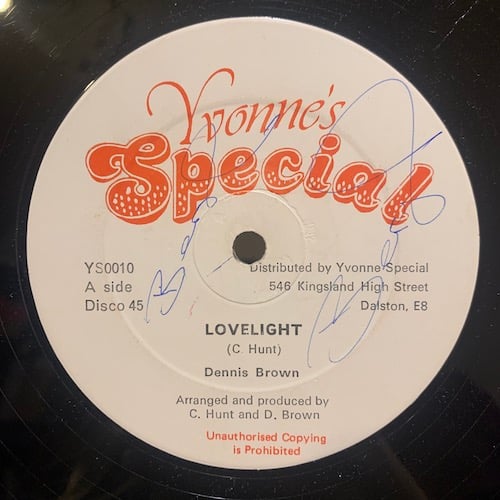 Yvonne's
Special
YS0010
A side
Disco 45
Distributed by Yvonne Special
546 Kingsland High Street
Dalston, E8
LOVELIGHT
(C. Hunt)
Dennis Brown
Arranged and produced by
C. Hunt and D. Brown
Unauthorised Copying
is Prohibited